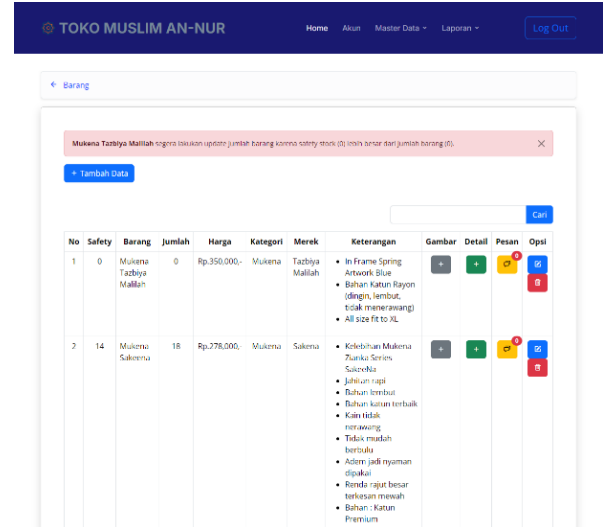 TOKO MUSLIM AN-NUR Home Akun Master Data Laporan Log Out
← Barang
Mukena Tazbiya Malilah segera lakukan update jumlah barang karena safety stock (0) lebih besar dari jumlah barang (0). ×
+ Tambah Data
Cari
No Safety Barang Jumlah Harga Kategori Merek Keterangan Gambar Detail Pesan Opsi
1 0 Mukena 0 Rp.350.000,- Mukena Tazbiya • In Frame Spring + + 0
Tazbiya Malilah Artwork Blue
Malilah • Bahan Katun Rayon
(dingin, lembut,
tidak menerawang)
• All size fit to XL
2 14 Mukena 18 Rp.278,000,- Mukena Sakena • Kelebihan Mukena + + 0
Sakeena Zianka Series
SakeeNa
• Jahitan rapi
• Bahan lembut
• Bahan katun terbaik
• Kain tidak
nerawang
• Tidak mudah
berbulu
• Adem jadi nyaman
dipakai
• Renda rajut besar
terkesan mewah
• Bahan : Katun
Premium